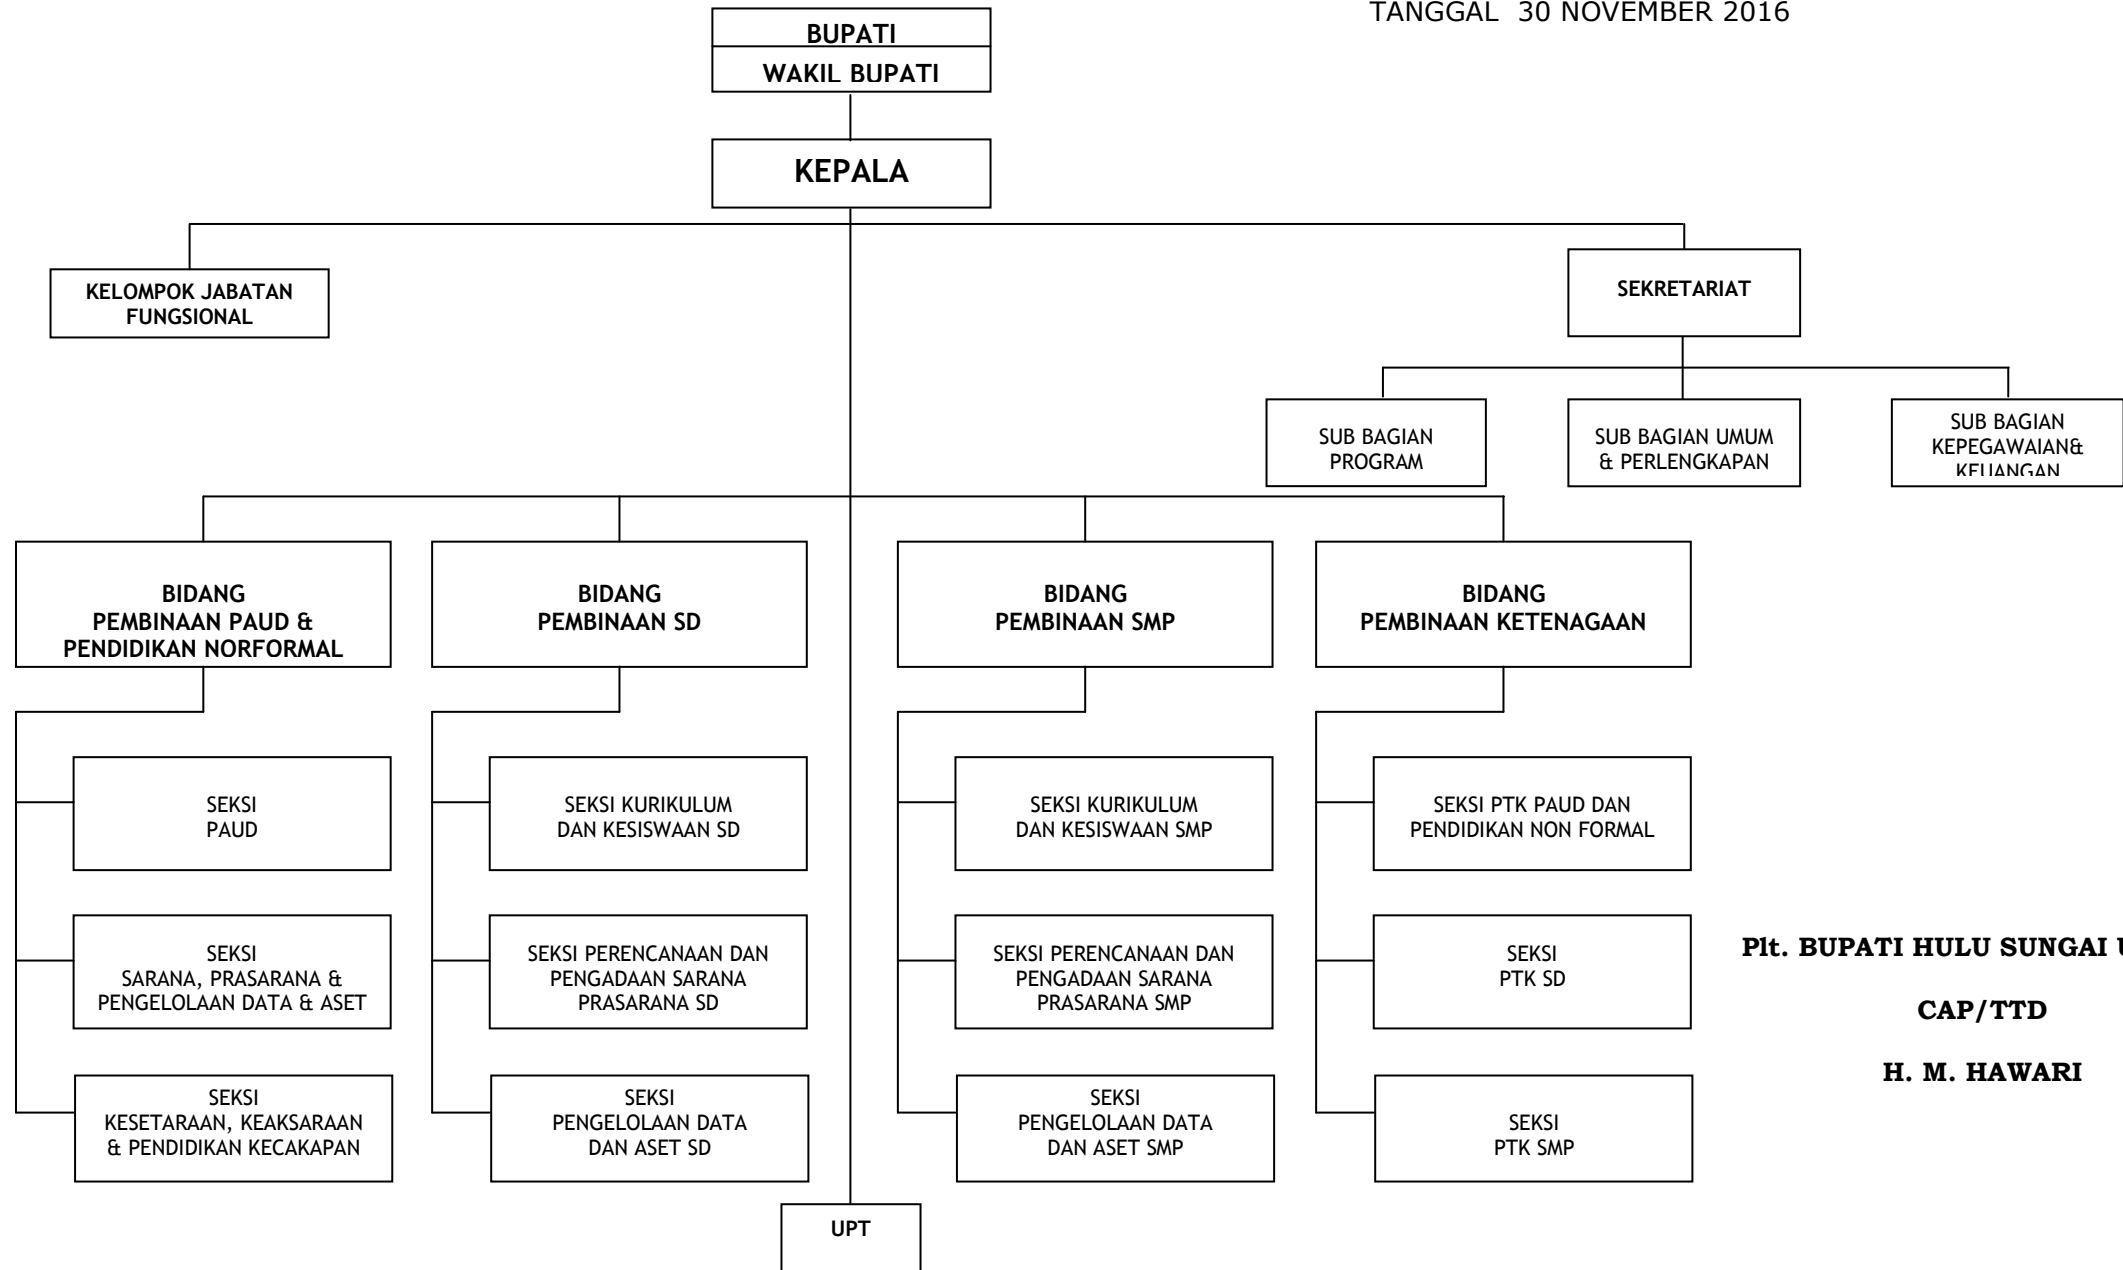 TANGGAL  30 NOVEMBER 2016
BUPATI
WAKIL BUPATI
KEPALA
KELOMPOK JABATAN
FUNGSIONAL
SEKRETARIAT
SUB BAGIAN
PROGRAM
SUB BAGIAN UMUM
& PERLENGKAPAN
SUB BAGIAN
KEPEGAWAIAN&
KEUANGAN
BIDANG
PEMBINAAN PAUD &
PENDIDIKAN NORFORMAL
BIDANG
PEMBINAAN SD
BIDANG
PEMBINAAN SMP
BIDANG
PEMBINAAN KETENAGAAN
SEKSI
PAUD
SEKSI KURIKULUM
DAN KESISWAAN SD
SEKSI KURIKULUM
DAN KESISWAAN SMP
SEKSI PTK PAUD DAN
PENDIDIKAN NON FORMAL
SEKSI
SARANA, PRASARANA &
PENGELOLAAN DATA & ASET
SEKSI PERENCANAAN DAN
PENGADAAN SARANA
PRASARANA SD
SEKSI PERENCANAAN DAN
PENGADAAN SARANA
PRASARANA SMP
SEKSI
PTK SD
Plt. BUPATI HULU SUNGAI
CAP/TTD
H. M. HAWARI
SEKSI
KESETARAAN, KEAKSARAAN
& PENDIDIKAN KECAKAPAN
SEKSI
PENGELOLAAN DATA
DAN ASET SD
SEKSI
PENGELOLAAN DATA
DAN ASET SMP
SEKSI
PTK SMP
UPT